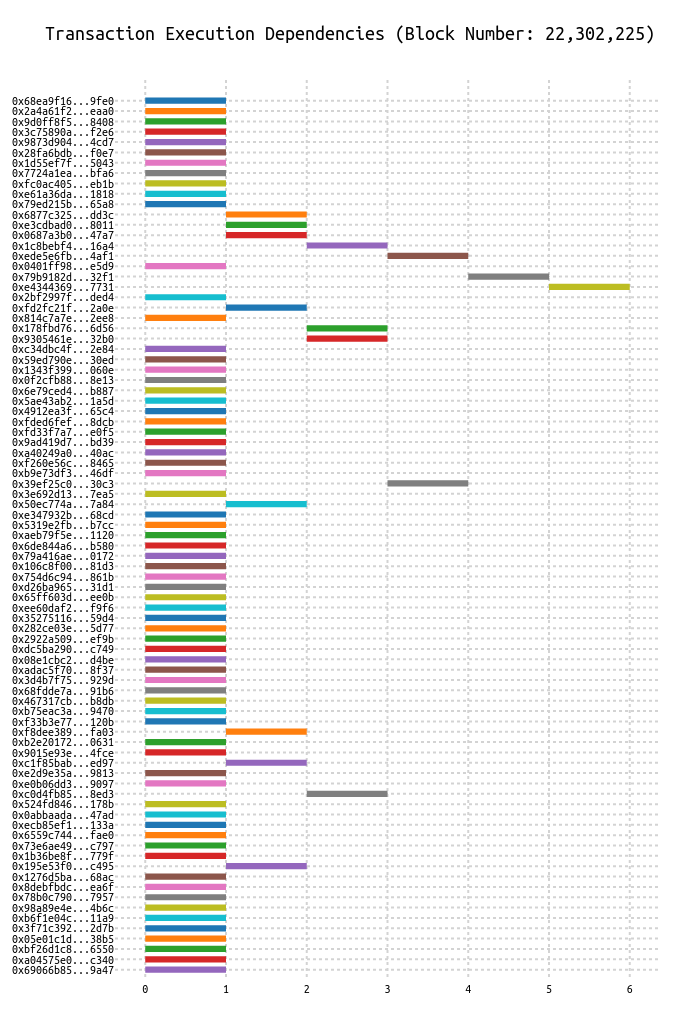 Transaction Execution Dependencies (Block Number: 22,302,225)
0x68ea9f16...9fe0
0x2a4a61f2...eaa0
0x9d0ff8f5...8408
0x3c75890a...f2e6
0x9873d904...4cd7
0x28fa6bdb...f0e7
0x1d55ef7f...5043
0x7724a1ea...bfa6
0xfc0ac405...eb1b
0xe61a36da...1818
0x79ed215b...65a8
0x6877c325...dd3c
0xe3cdbad0...8011
0x0687a3b0...47a7
0x1c8bebf4...16a4
0xede5e6fb...4af1
0x0401ff98...e5d9
0x79b9182d...32f1
0xe4344369...7731
0x2bf2997f...ded4
0xfd2fc21f...2a0e
0x814c7a7e...2ee8
0x178fbd76...6d56
0x9305461e...32b0
0xc34dbc4f...2e84
0x59ed790e...30ed
0x1343f399...060e
0x0f2cfb88...8e13
0x6e79ced4...b887
0x5ae43ab2...1a5d
0x4912ea3f...65c4
0xfded6fef...8dcb
0xfd33f7a7...e0f5
0x9ad419d7...bd39
0xa40249a0...40ac
0xf260e56c...8465
0xb9e73df3...46df
0x39ef25c0...30c3
0x3e692d13...7ea5
0x50ec774a...7a84
0xe347932b...68cd
0x5319e2fb...b7cc
0xaeb79f5e...1120
0x6de844a6...b580
0x79a416ae...0172
0x106c8f00...81d3
0x754d6c94...861b
0xd26ba965...31d1
0x65ff603d...ee0b
0xee60daf2...f9f6
0x35275116...59d4
0x282ce03e...5d77
0x2922a509...ef9b
0xdc5ba290...c749
0x08e1cbc2...d4be
0xadac5f70...8f37
0x3d4b7f75...929d
0x68fdde7a...91b6
0x467317cb...b8db
0xb75eac3a...9470
0xf33b3e77...120b
0xf8dee389...fa03
0xb2e20172...0631
0x9015e93e...4fce
0xc1f85bab...ed97
0xe2d9e35a...9813
0xe0b06dd3...9097
0xc0d4fb85...8ed3
0x524fd846...178b
0x0abbaada...47ad
0xecb85ef1...133a
0x6559c744...fae0
0x73e6ae49...c797
0x1b36be8f...779f
0x195e53f0...c495
0x1276d5ba...68ac
0x8debfbdc...ea6f
0x78b0c790...7957
0x98a89e4e...4b6c
0xb6f1e04c...11a9
0x3f71c392...2d7b
0x05e01c1d...38b5
0xbf26d1c8...6550
0xa04575e0...c340
0x69066b85...9a47
0 1 2 3 4 5 6